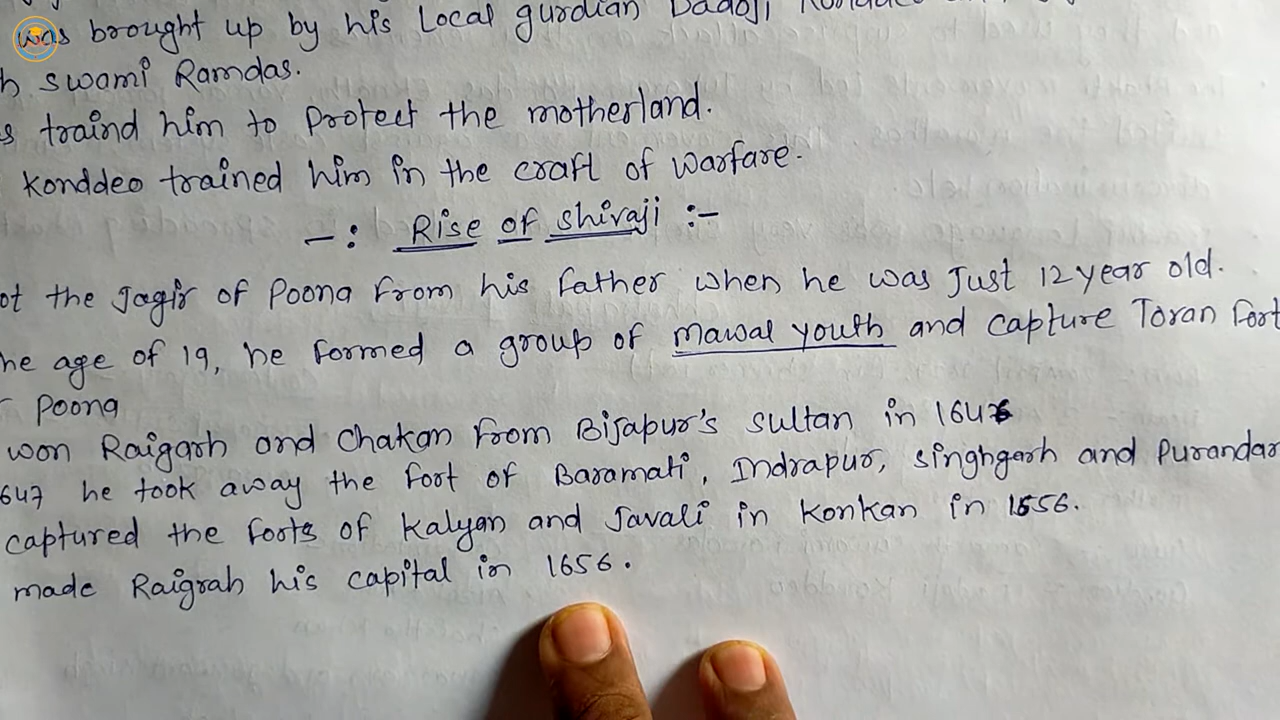 was brought up by his Local gurdian Dadoji
h swami Ramdas.
s traind him to Protect the motherland.
Konddeo trained him in the craft of warfare.
-: Rise of shivaji :-
ot the Jagir of Poona from his father when he was Just 12 year old.
he age of 19, he formed a group of mawal youth and capture Toran fort
r Poona
won Raigarh and Chakan from Bijapur's sultan in 1646
647 he took away the fort of Baramati, Indrapur, singhgarh and Purandar
captured the forts of Kalyan and Javali in Konkan in 1656.
made Raigrah his capital in 1656.